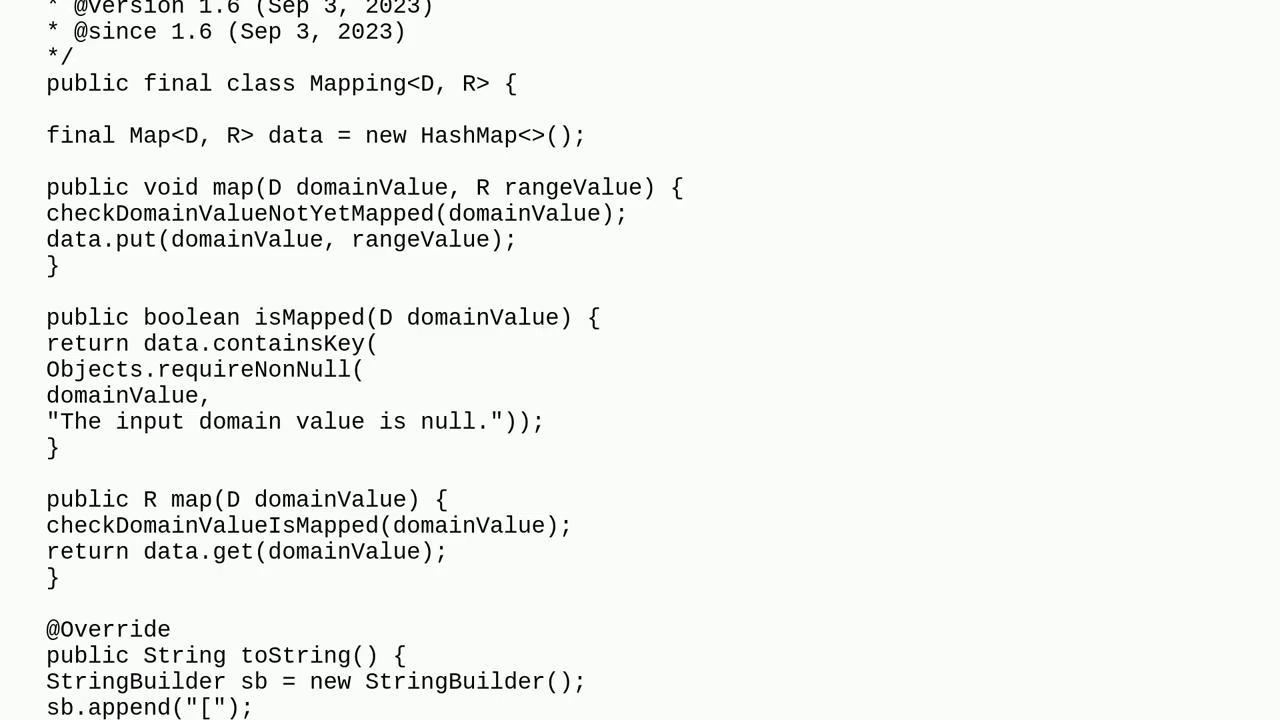 * @version 1.6 (Sep 3, 2023)
* @since 1.6 (Sep 3, 2023)
*/
public final class Mapping<D, R> {
final Map<D, R> data = new HashMap<>();
public void map(D domainValue, R rangeValue) {
checkDomainValueNotYetMapped(domainValue);
data.put(domainValue, rangeValue);
}
public boolean isMapped(D domainValue) {
return data.containsKey(
Objects.requireNonNull(
domainValue,
"The input domain value is null."));
}
public R map(D domainValue) {
checkDomainValueIsMapped(domainValue);
return data.get(domainValue);
}
@Override
public String toString() {
StringBuilder sb = new StringBuilder();
sb.append("[");